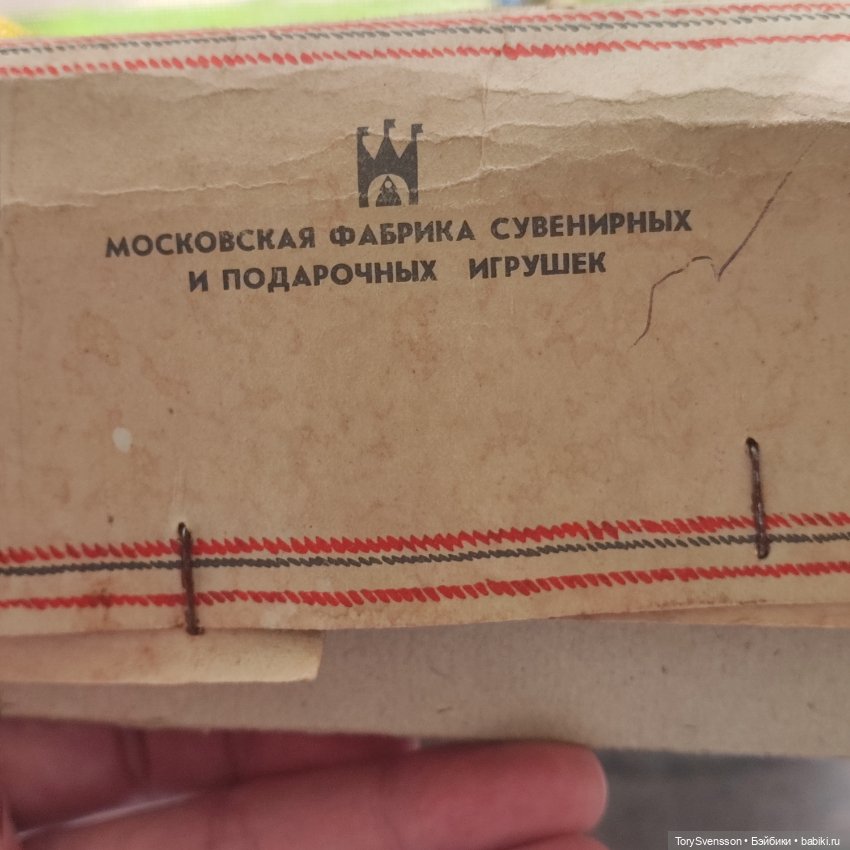 МОСКОВСКАЯ ФАБРИКА СУВЕНИРНЫХ
И ПОДАРОЧНЫХ ИГРУШЕК
TorySvensson • Бэйбики • babiki.ru